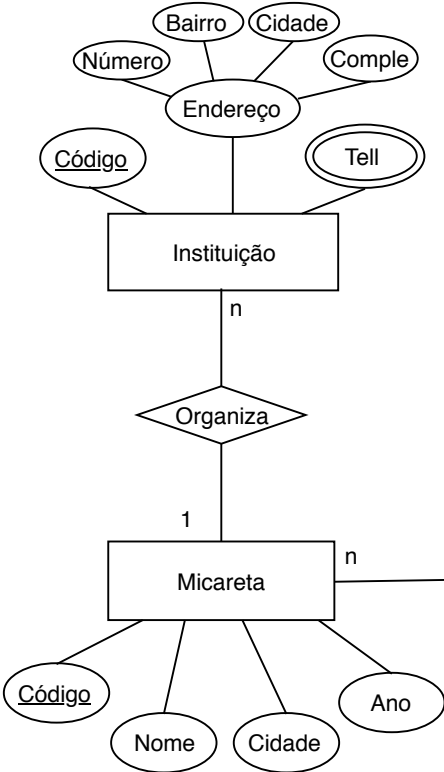 Bairro
Cidade
Número
Comple
Endereço
Código
Tell
Instituição
n
Organiza
1
n
Micareta
Código
Ano
Nome
Cidade